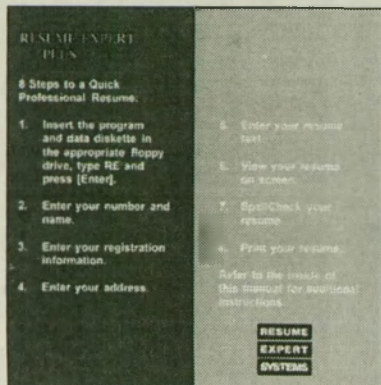 RESUME EXPERT
PLUS
8 Steps to a Quick
Professional Resume:
1. Insert the program
and data diskette in
the appropriate floppy
drive, type RE and
press [Enter].
2. Enter your number and
name.
3. Enter your registration
information.
4. Enter your address.
5. Enter your resume
text.
6. View your resume
on screen.
7. SpellCheck your
resume.
8. Print your resume.
Refer to the inside of
this manual for additional
instructions.
RESUME
EXPERT
SYSTEMS